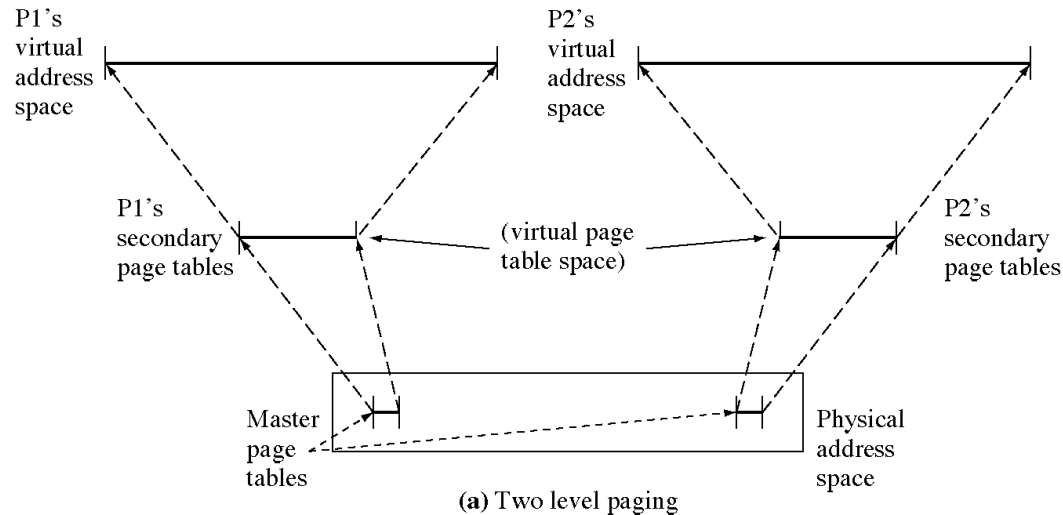 P1's
virtual
address
space
P2's
virtual
address
space
P1's
secondary
page tables
(virtual page
table space)
P2's
secondary
page tables
Master
page
tables
Physical
address
space
(a) Two level paging